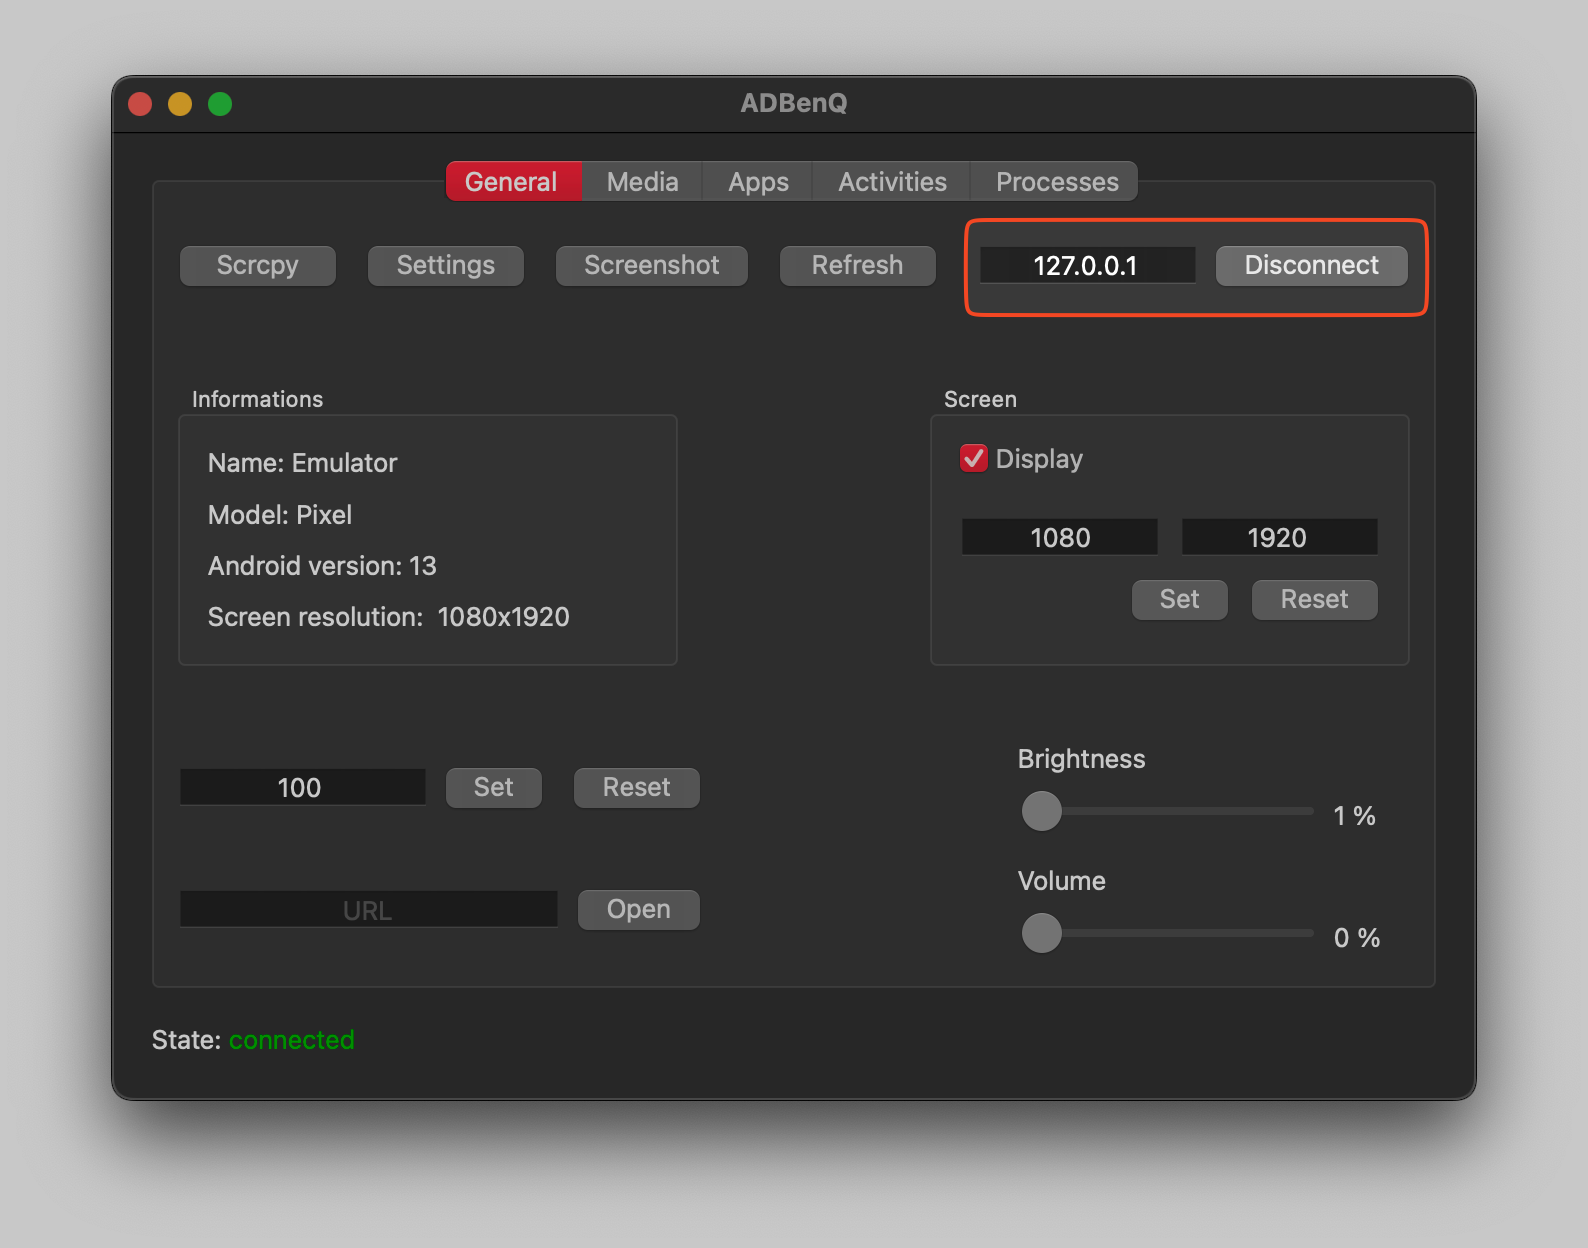 ADBenQ
General Media Apps Activities Processes
Scrcpy Settings Screenshot Refresh 127.0.0.1 Disconnect
Informations
Name: Emulator
Model: Pixel
Android version: 13
Screen resolution: 1080x1920
Screen
Display
1080 1920
Set Reset
100 Set Reset
URL Open
Brightness
1 %
Volume
0 %
State: connected